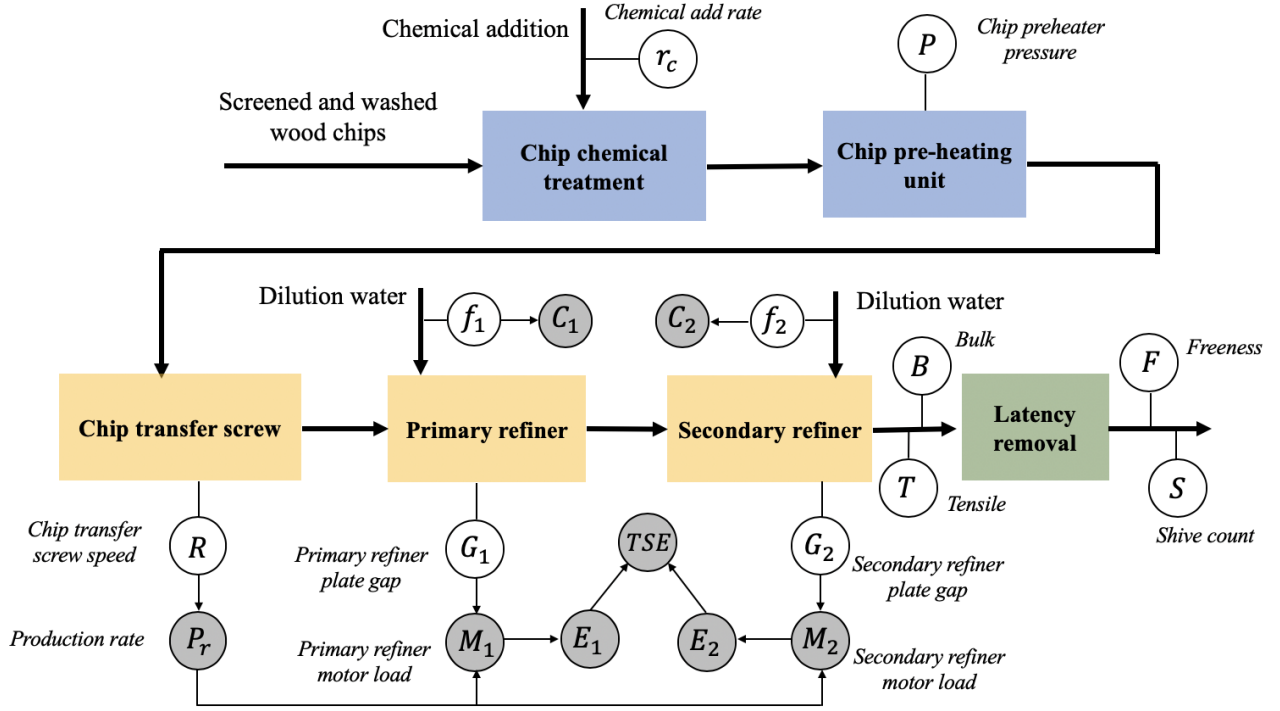 Chemical add rate
Chemical addition
r_c
P
Chip preheater
pressure
Screened and washed
wood chips
Chip chemical
treatment
Chip pre-heating
unit
Dilution water
f_1
C_1
C_2
f_2
Dilution water
B
Bulk
F
Freeness
Chip transfer screw
Primary refiner
Secondary refiner
Latency
removal
T
Tensile
S
Shive count
Chip transfer
screw speed
R
Primary refiner
plate gap
G_1
TSE
G_2
Secondary refiner
plate gap
Production rate
P_r
Primary refiner
motor load
M_1
E_1
E_2
M_2
Secondary refiner
motor load